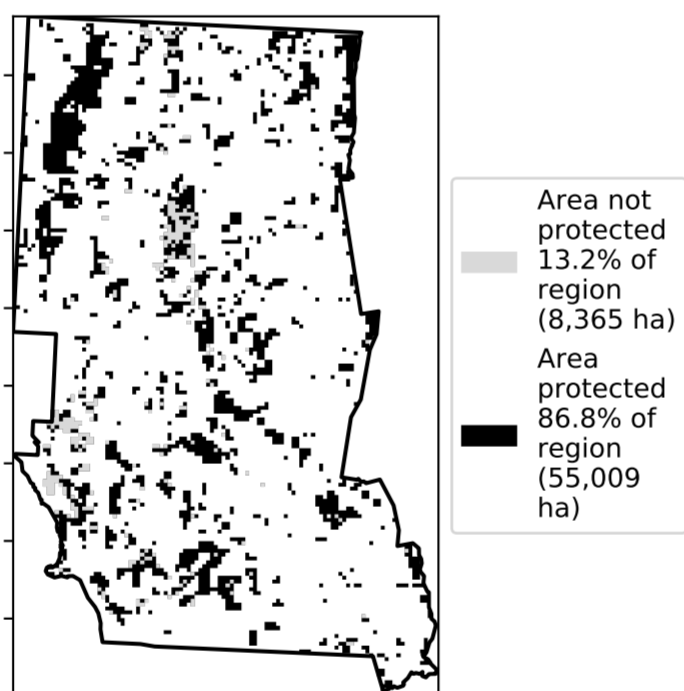 Area not
protected
13.2% of
region
(8,365 ha)
Area
protected
86.8% of
region
(55,009
ha)